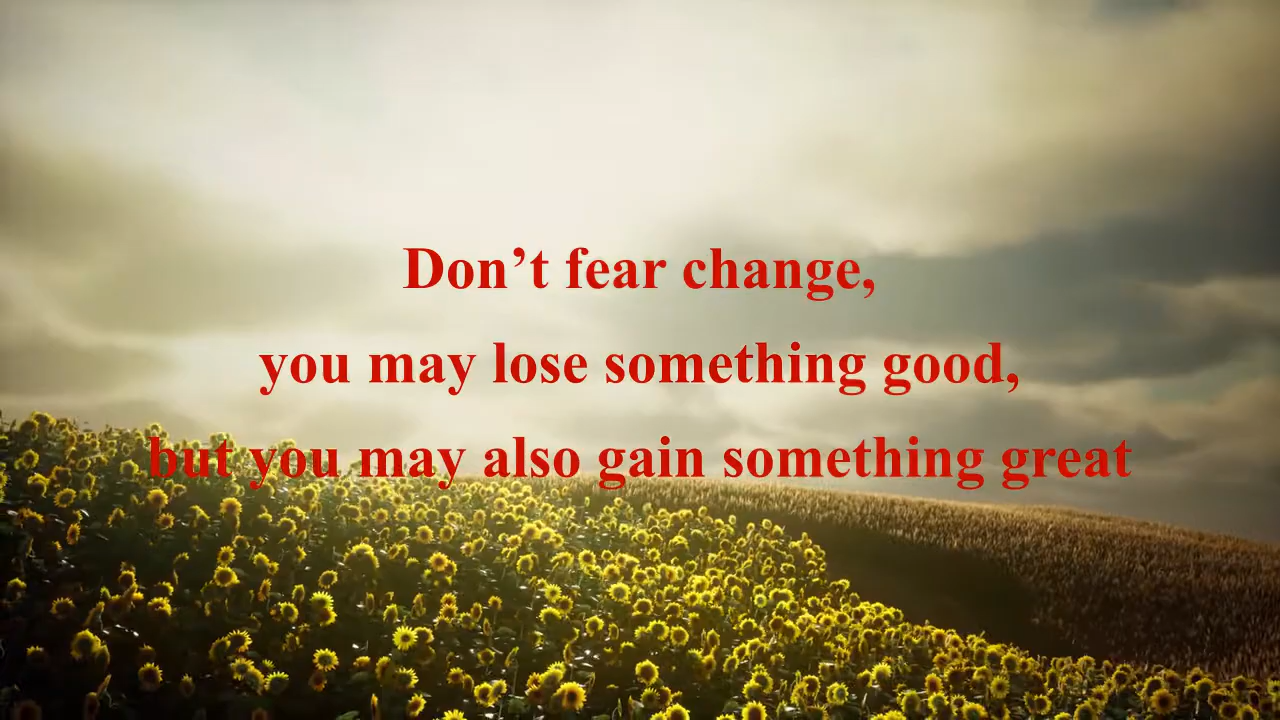 Don’t fear change,
you may lose something good,
but you may also gain something great